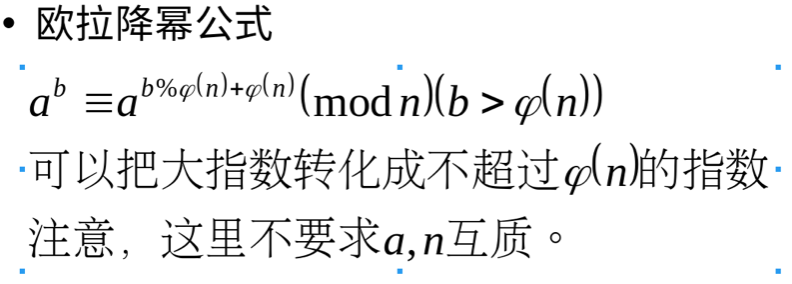 • 欧拉降幂公式
a^b ≡a^{b%φ(n)+φ(n)}(mod n)(b > φ(n))
可以把大指数转化成不超过φ(n)的指数
注意，这里不要求a,n互质。